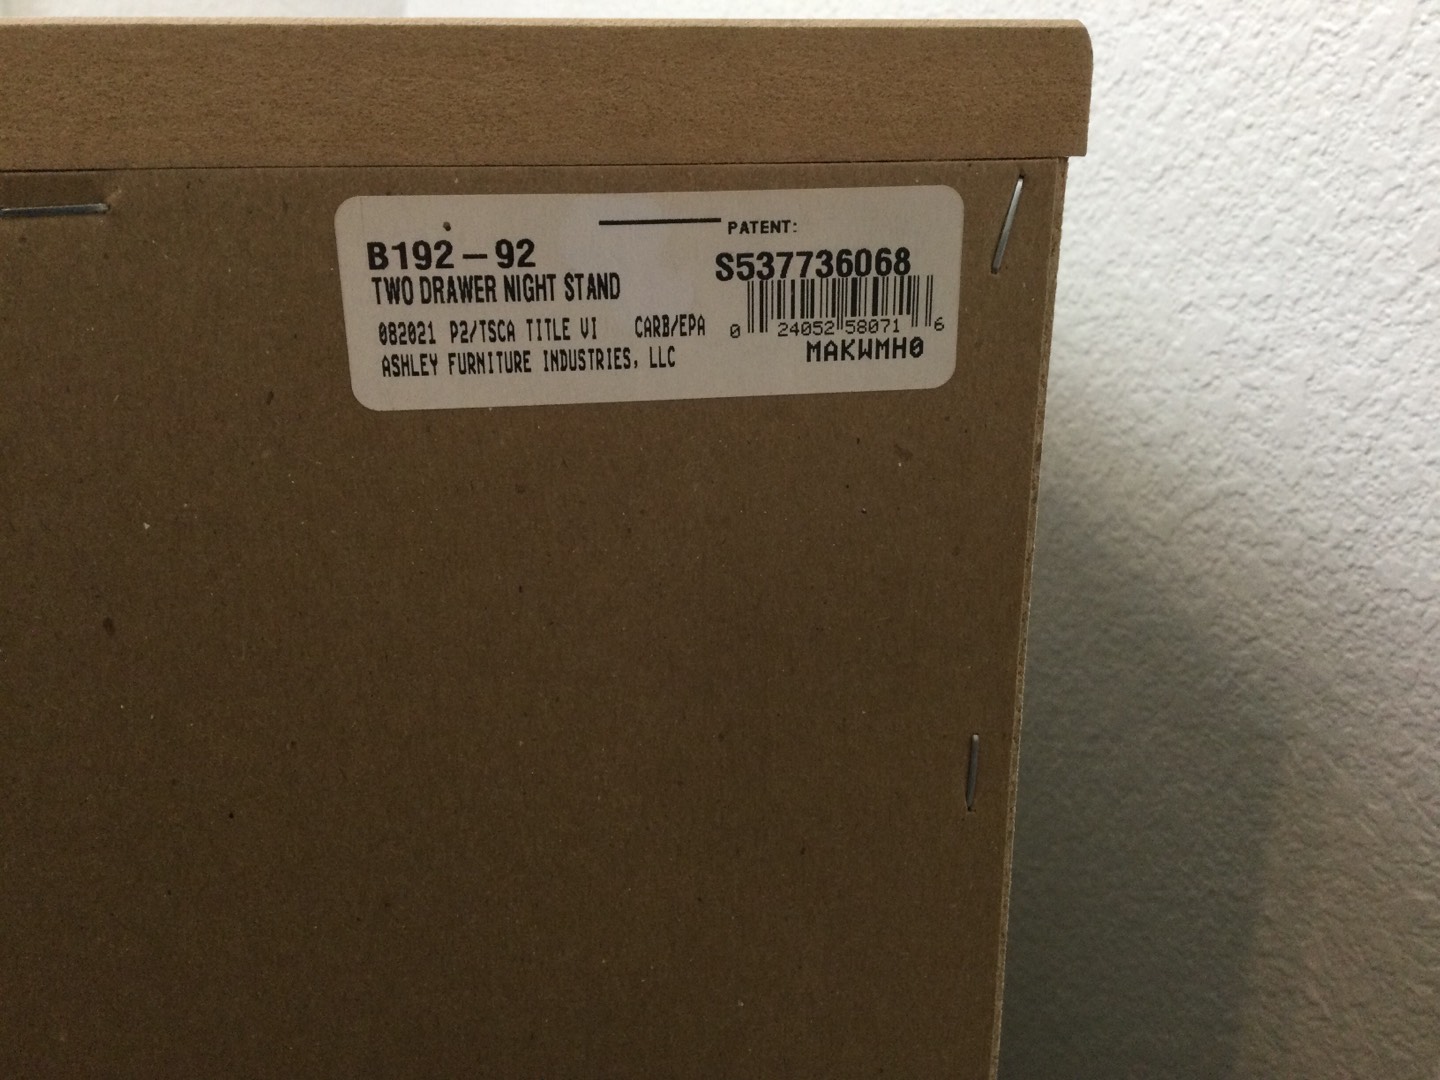 PATENT:
B192-92
S537736068
TWO DRAWER NIGHT STAND
082021 P2/TSCA TITLE VI CARB/EPA
0 24052 58071 6
ASHLEY FURNITURE INDUSTRIES, LLC
MAKWMH0